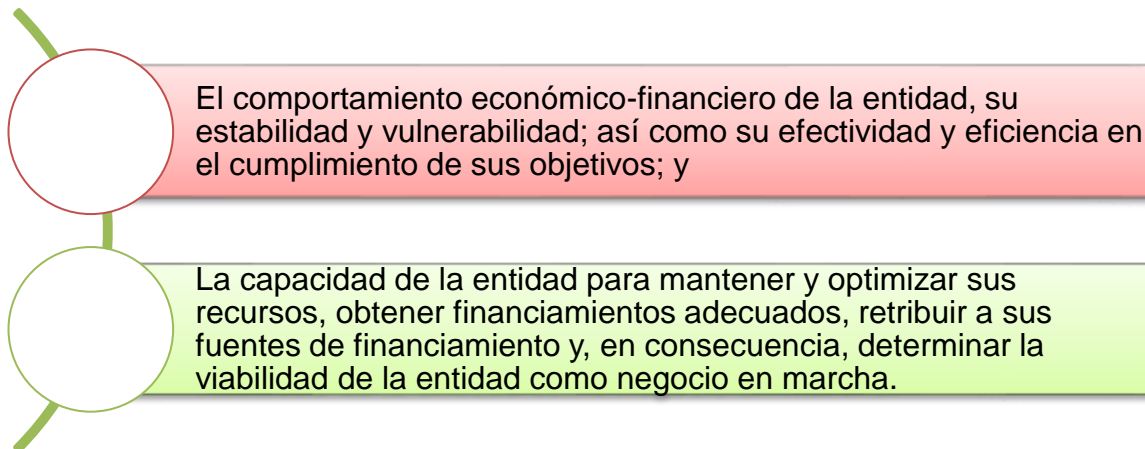 El comportamiento económico-financiero de la entidad, su
estabilidad y vulnerabilidad; así como su efectividad y eficiencia en
el cumplimiento de sus objetivos; y
La capacidad de la entidad para mantener y optimizar sus
recursos, obtener financiamientos adecuados, retribuir a sus
fuentes de financiamiento y, en consecuencia, determinar la
viabilidad de la entidad como negocio en marcha.